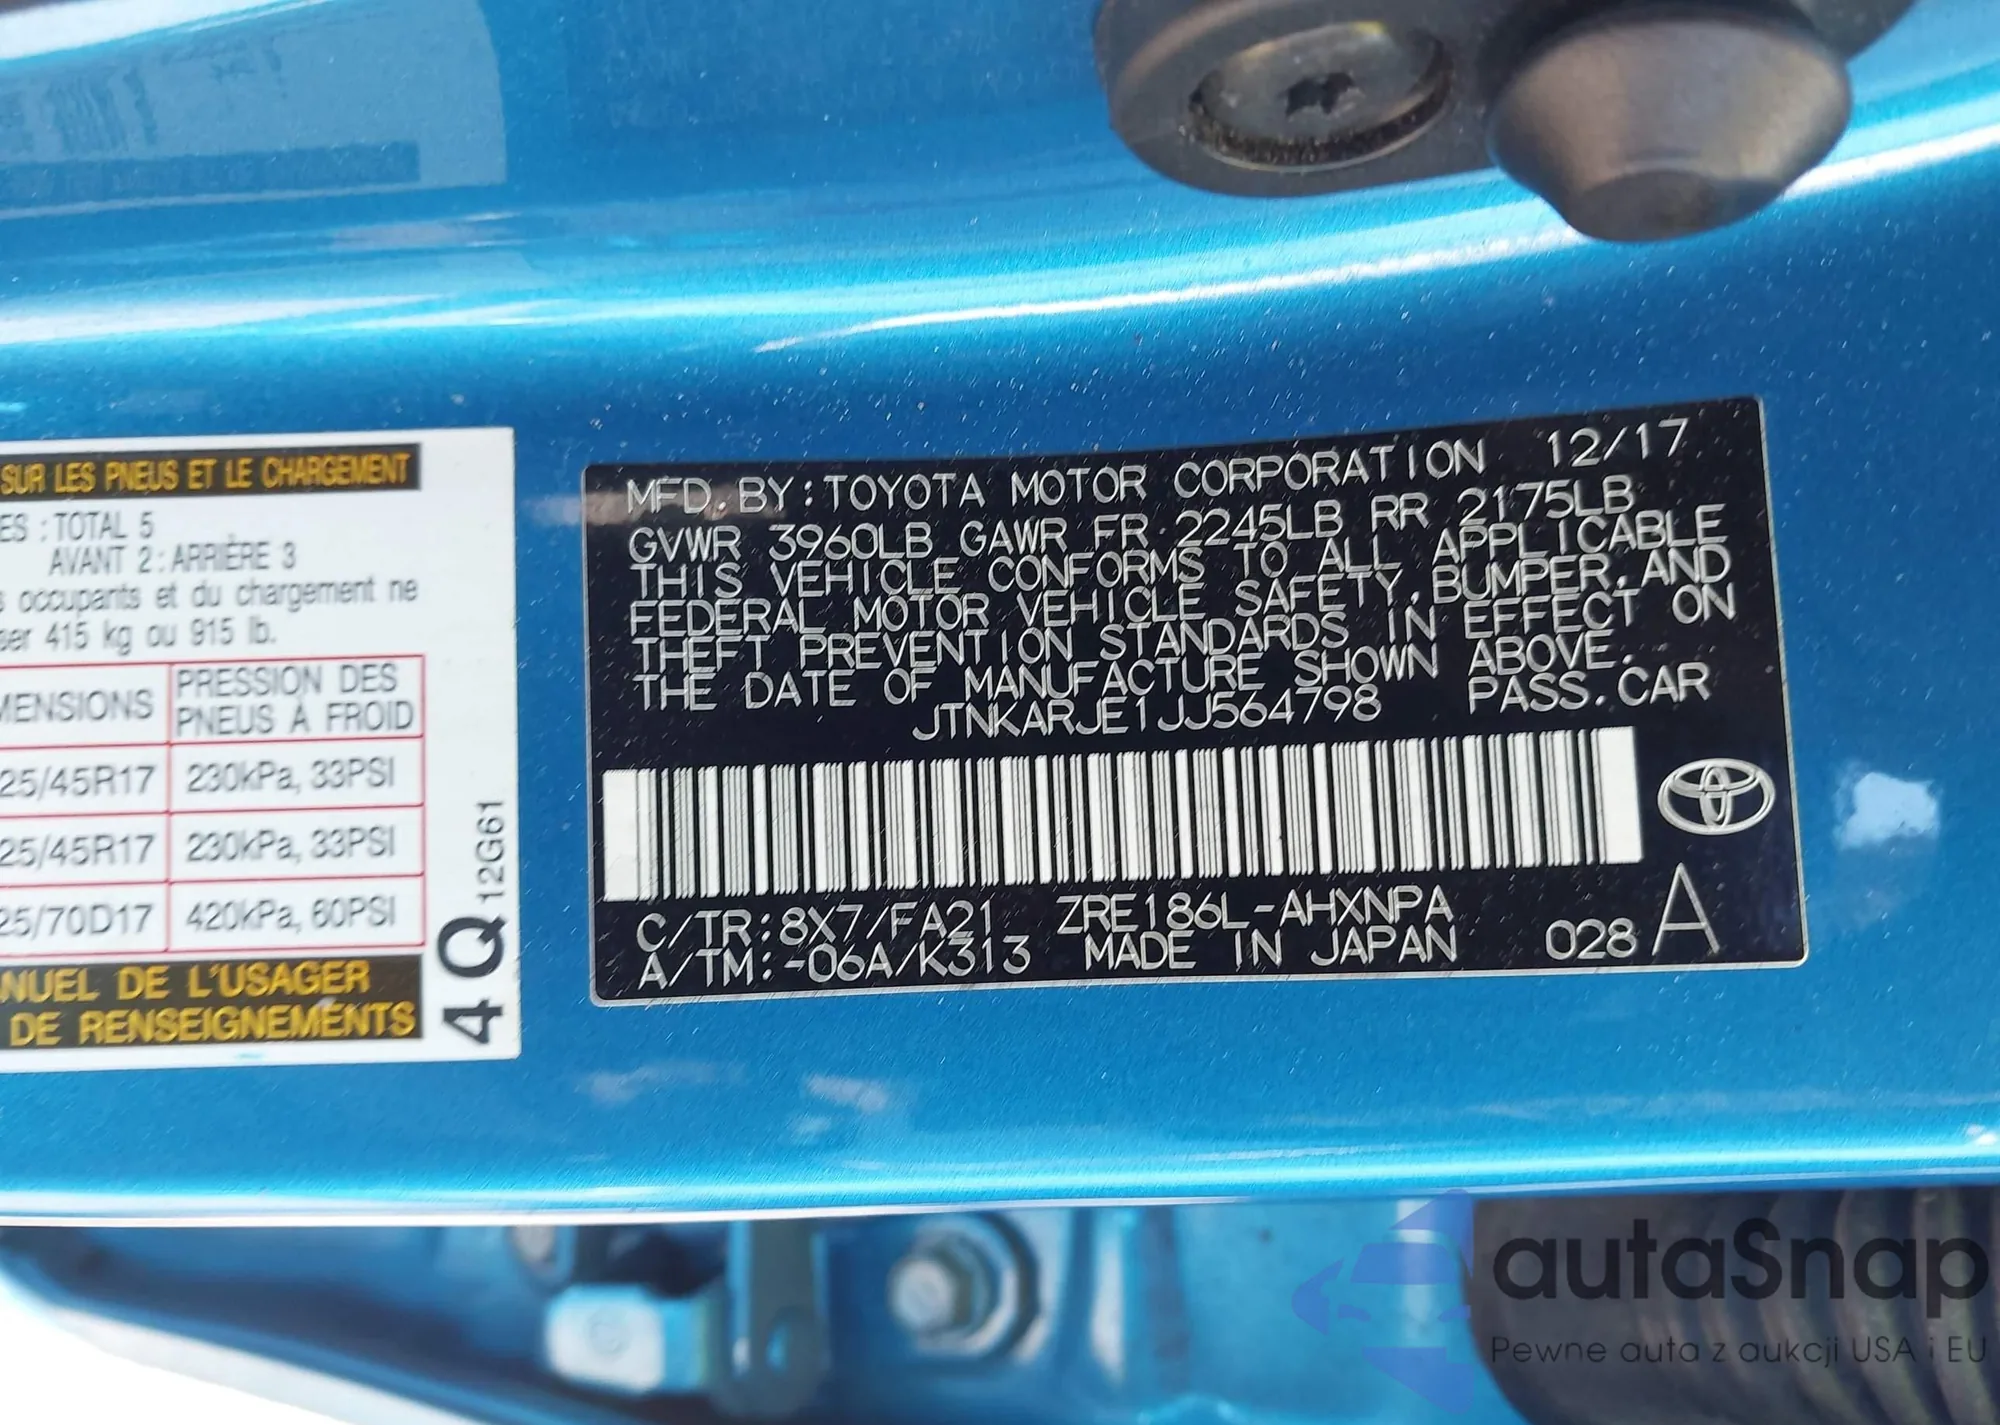 SUR LES PNEUS ET LE CHARGEMENT
:TOTAL 5
AVANT 2:ARRIÈRE 3
occupants et du chargement ne
415 kg ou 915 lb.
PRESSION DES
PNEUS À FROID
25/45R17 230kPa, 33PSI
25/45R17 230kPa, 33PSI
25/70D17 420kPa, 60PSI
DE L'USAGER
DE RENSEIGNEMENTS
4Q 12G61
MFD.BY:TOYOTA MOTOR CORPORATION 12/17
GVWR 3960LB GAWR FR 2245LB RR 2175LB
THIS VEHICLE CONFORMS TO ALL APPLICABLE
FEDERAL MOTOR VEHICLE SAFETY,BUMPER,AND
THEFT PREVENTION STANDARDS IN EFFECT ON
THE DATE OF MANUFACTURE SHOWN ABOVE.
JTNKARJE1JJ564798 PASS.CAR
C/TR:8X7/FA21 ZRE186L-AHXNPA
A/TM:-06A/K313 MADE IN JAPAN 028 A
autaSnap
Pewne auta z aukcji USA i EU